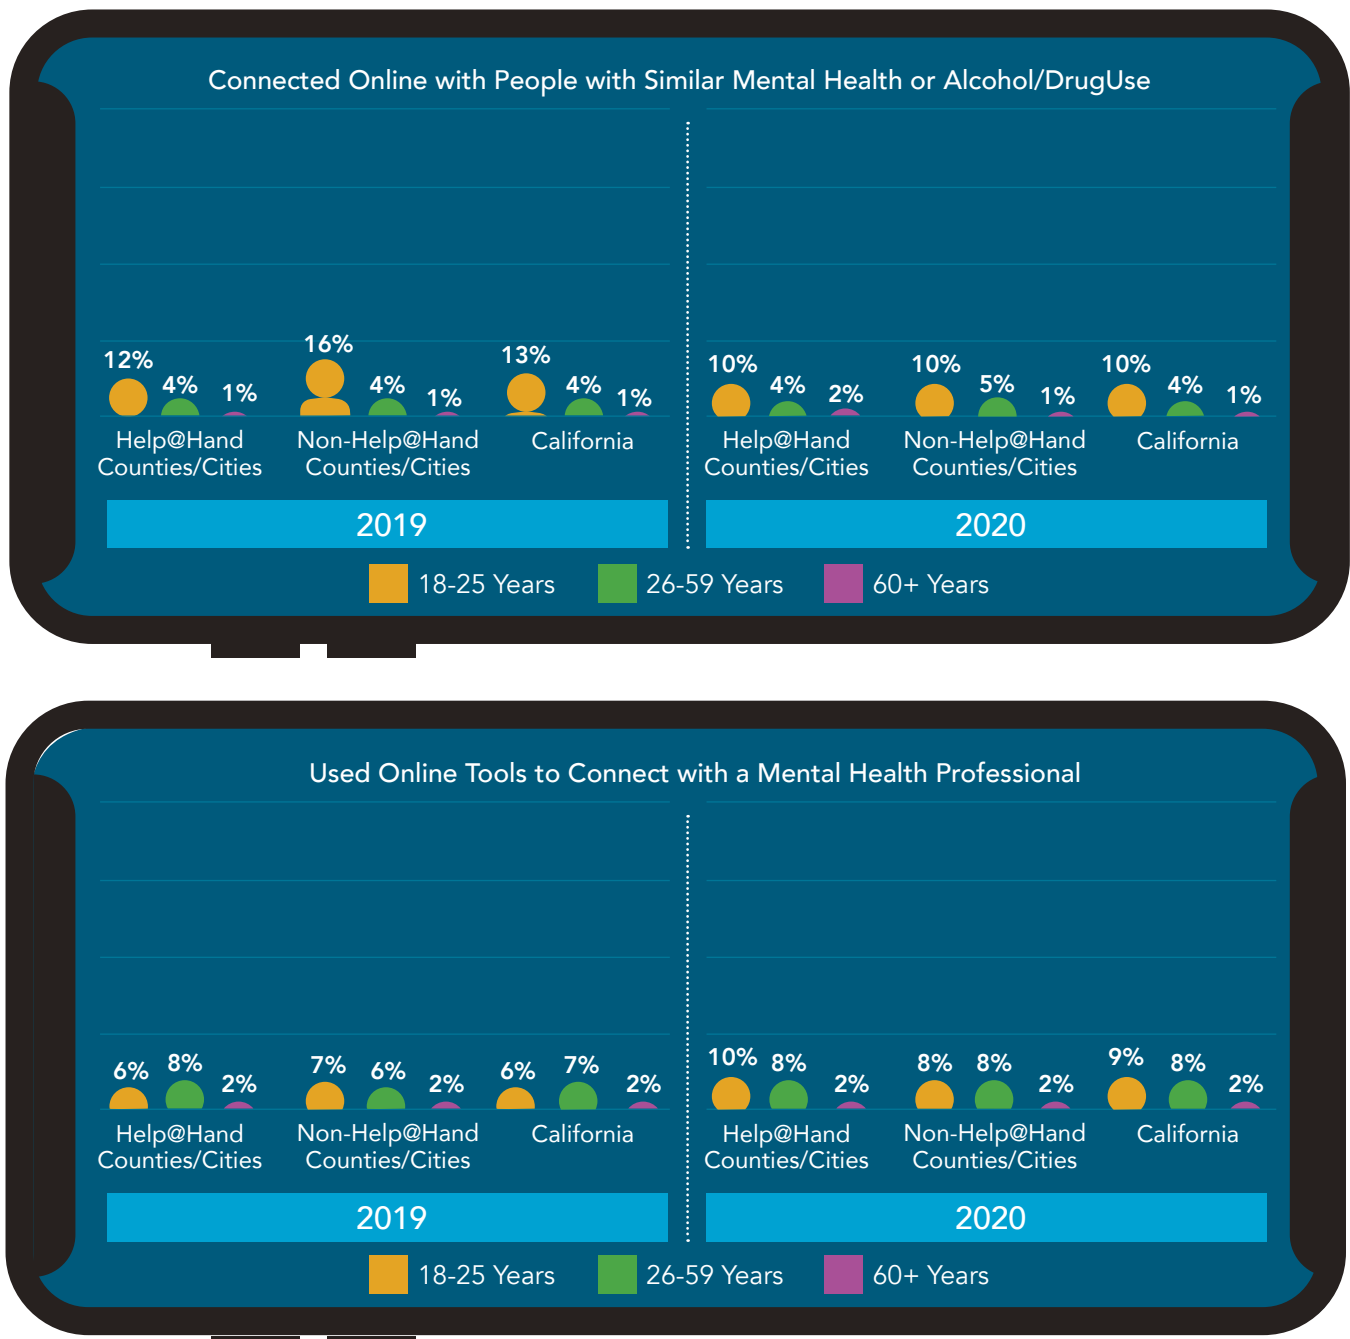 Connected Online with People with Similar Mental Health or Alcohol/DrugUse
12% 4% 1% 16% 4% 1% 13% 4% 1% 10% 4% 2% 10% 5% 1% 10% 4% 1%
Help@Hand Non-Help@Hand California Help@Hand Non-Help@Hand California
Counties/Cities Counties/Cities Counties/Cities Counties/Cities
2019 2020
18-25 Years 26-59 Years 60+ Years
Used Online Tools to Connect with a Mental Health Professional
6% 8% 2% 7% 6% 2% 6% 7% 2% 10% 8% 2% 8% 8% 2% 9% 8% 2%
Help@Hand Non-Help@Hand California Help@Hand Non-Help@Hand California
Counties/Cities Counties/Cities Counties/Cities Counties/Cities
2019 2020
18-25 Years 26-59 Years 60+ Years